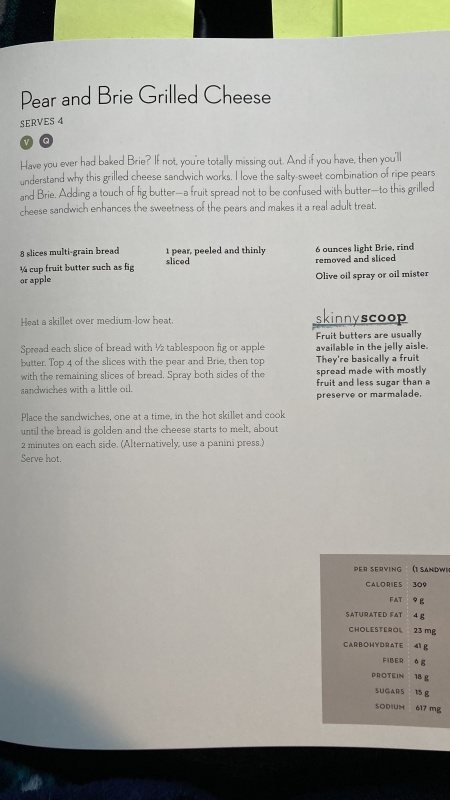 Pear and Brie Grilled Cheese
SERVES 4
V Q
Have you ever had baked Brie? If not, you're totally missing out. And if you have, then you'll
understand why this grilled cheese sandwich works. I love the salty-sweet combination of ripe pears
and Brie. Adding a touch of fig butter—a fruit spread not to be confused with butter—to this grilled
cheese sandwich enhances the sweetness of the pears and makes it a real adult treat.
8 slices multi-grain bread
¼ cup fruit butter such as fig
or apple
1 pear, peeled and thinly
sliced
6 ounces light Brie, rind
removed and sliced
Olive oil spray or oil mister
Heat a skillet over medium-low heat.
Spread each slice of bread with ½ tablespoon fig or apple
butter. Top 4 of the slices with the pear and Brie, then top
with the remaining slices of bread. Spray both sides of the
sandwiches with a little oil.
Place the sandwiches, one at a time, in the hot skillet and cook
until the bread is golden and the cheese starts to melt, about
2 minutes on each side. (Alternatively, use a panini press.)
Serve hot.
skinnyscoop
Fruit butters are usually
available in the jelly aisle.
They're basically a fruit
spread made with mostly
fruit and less sugar than a
preserve or marmalade.
PER SERVING (1 SANDWIC
CALORIES 309
FAT 9 g
SATURATED FAT 4 g
CHOLESTEROL 23 mg
CARBOHYDRATE 41 g
FIBER 6 g
PROTEIN 18 g
SUGARS 15 g
SODIUM 617 mg